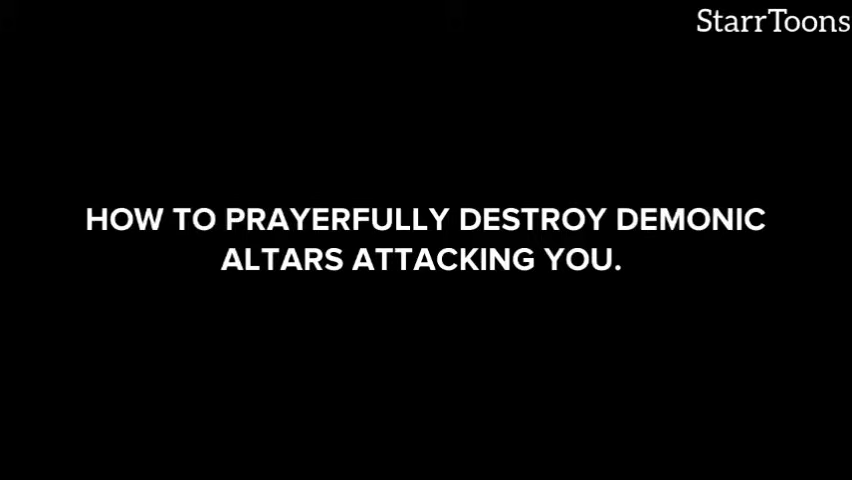 StarrToons
HOW TO PRAYERFULLY DESTROY DEMONIC
ALTARS ATTACKING YOU.